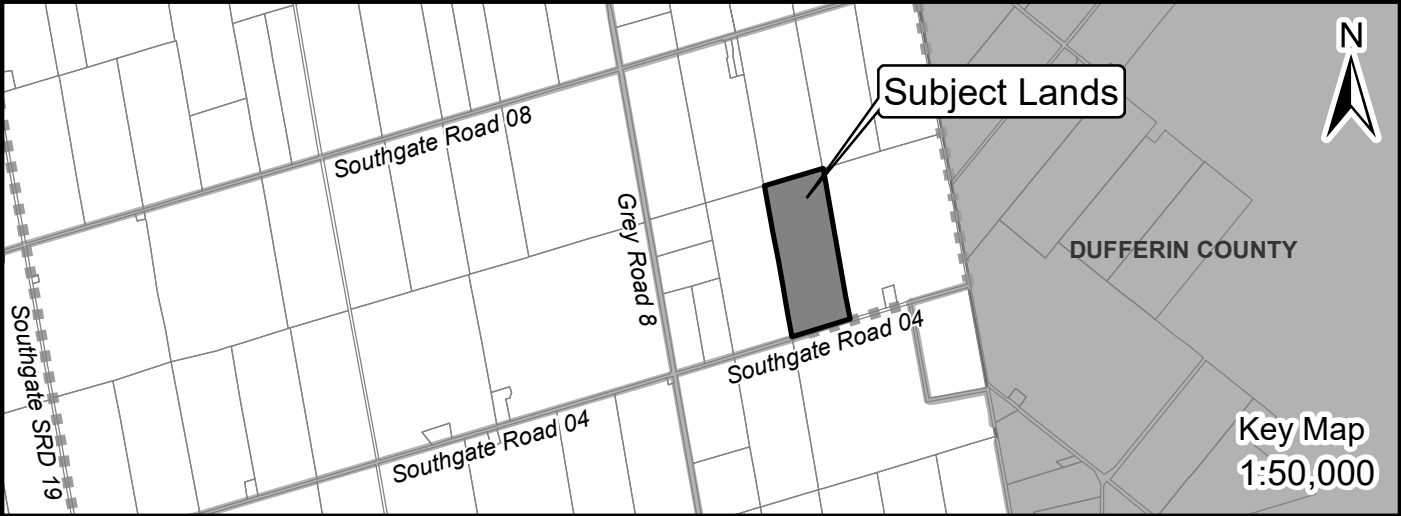 N
Subject Lands
Southgate Road 08
Grey Road 8
DUFFERIN COUNTY
Southgate SRD 19
Southgate Road 04
Southgate Road 04
Key Map
1:50,000